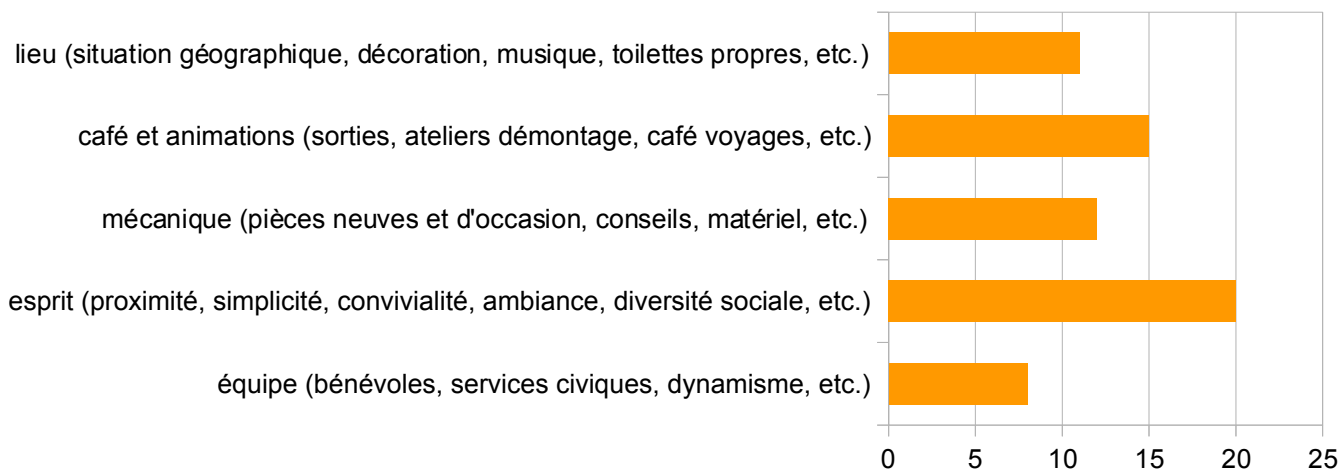 lieu (situation géographique, décoration, musique, toilettes propres, etc.)
café et animations (sorties, ateliers démontage, café voyages, etc.)
mécanique (pièces neuves et d'occasion, conseils, matériel, etc.)
esprit (proximité, simplicité, convivialité, ambiance, diversité sociale, etc.)
équipe (bénévoles, services civiques, dynamisme, etc.)
0 5 10 15 20 25